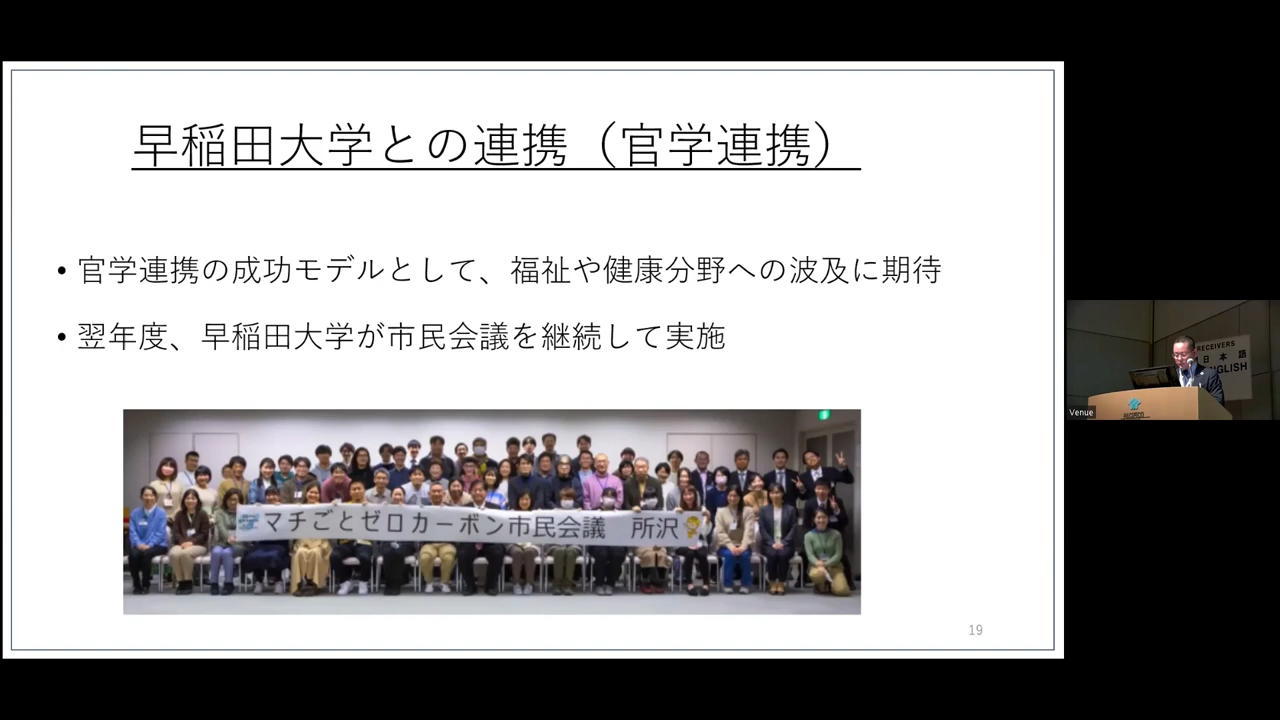 早稲田大学との連携（官学連携）
• 官学連携の成功モデルとして、福祉や健康分野への波及に期待
• 翌年度、早稲田大学が市民会議を継続して実施
マチごとゼロカーボン市民会議 所沢
19
RECEIVERS
日本語
ENGLISH
Venue